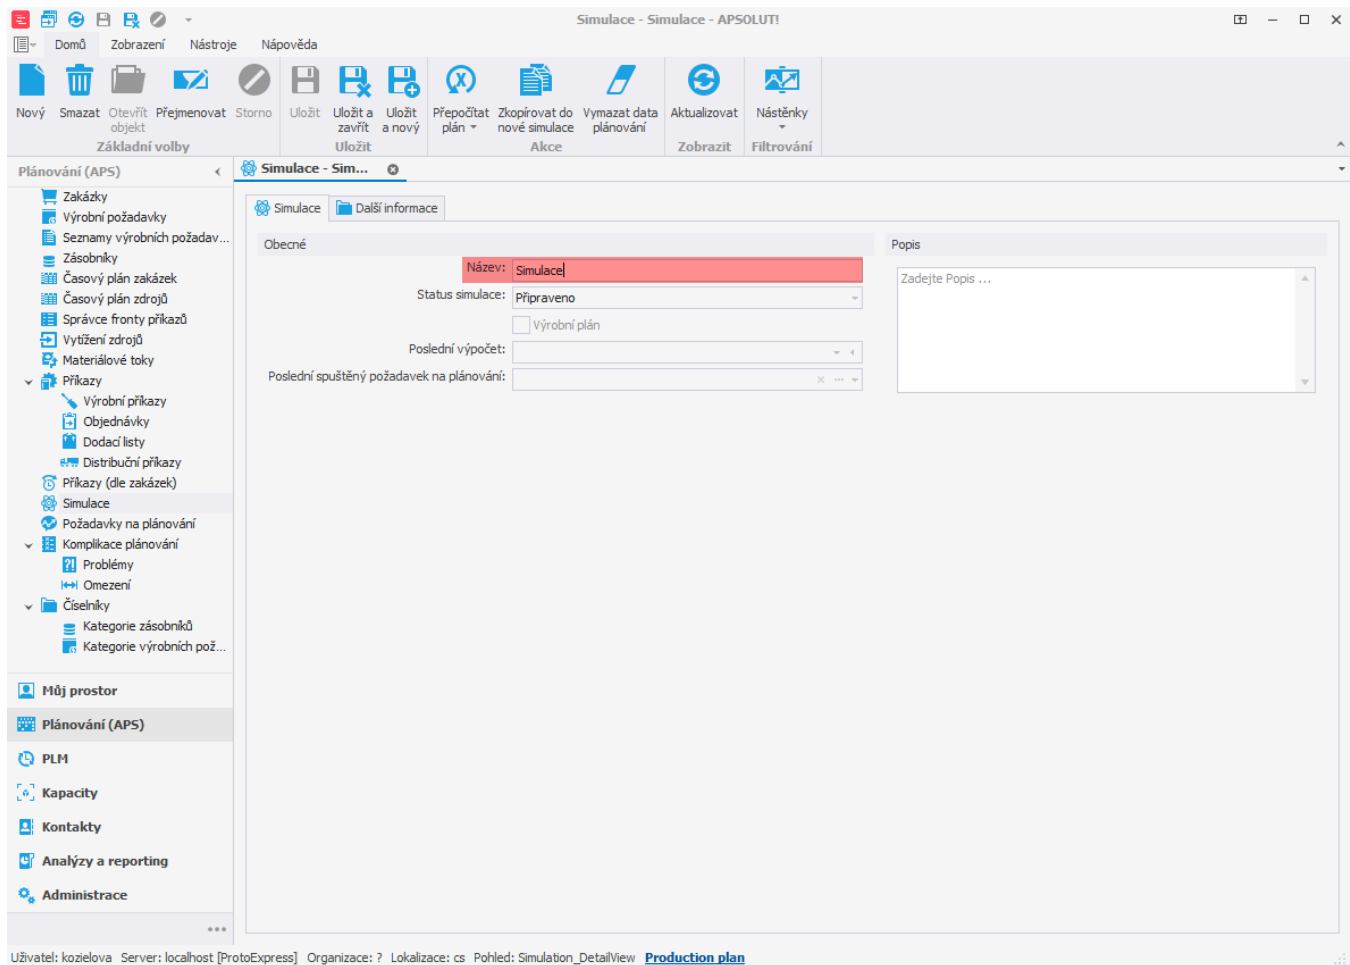 Simulace - Simulace - APSOLUT!
Domů Zobrazení Nástroje Nápověda
Nový Smazat Otevřít objekt Přejmenovat Storno
Základní volby
Uložit Uložit a zavřít Uložit a nový
Uložit
Přepočítat plán Zkopírovat do nové simulace Vymazat data plánování
Akce
Aktualizovat
Zobrazit
Nástěnky
Filtrování
Plánování (APS)
Zakázky
Výrobní požadavky
Seznamy výrobních požadav...
Zásobníky
Časový plán zakázek
Časový plán zdrojů
Správce fronty příkazů
Vytížení zdrojů
Materiálové toky
Příkazy
Výrobní příkazy
Objednávky
Dodací listy
Distribuční příkazy
Příkazy (dle zakázek)
Simulace
Požadavky na plánování
Komplikace plánování
Problémy
Omezení
Číselníky
Kategorie zásobníků
Kategorie výrobních pož...
Můj prostor
Plánování (APS)
PLM
Kapacity
Kontakty
Analýzy a reporting
Administrace
Simulace - Sim...
Simulace Další informace
Obecné
Název: Simulace
Status simulace: Připraveno
Výrobní plán
Poslední výpočet:
Poslední spuštěný požadavek na plánování:
Popis
Zadejte Popis ...
Uživatel: kozielova Server: localhost [ProtoExpress] Organizace: ? Lokalizace: cs Pohled: Simulation_DetailView Production plan